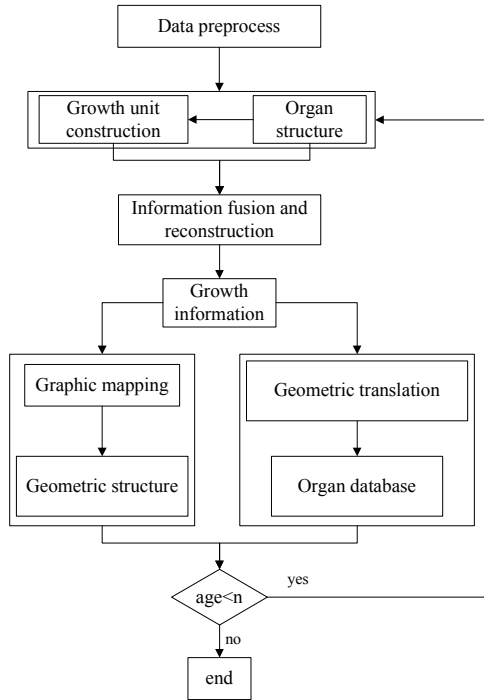 Data preprocess
Growth unit
construction
Organ
structure
Information fusion and
reconstruction
Growth
information
Graphic mapping
Geometric structure
Geometric translation
Organ database
age<n
yes
no
end